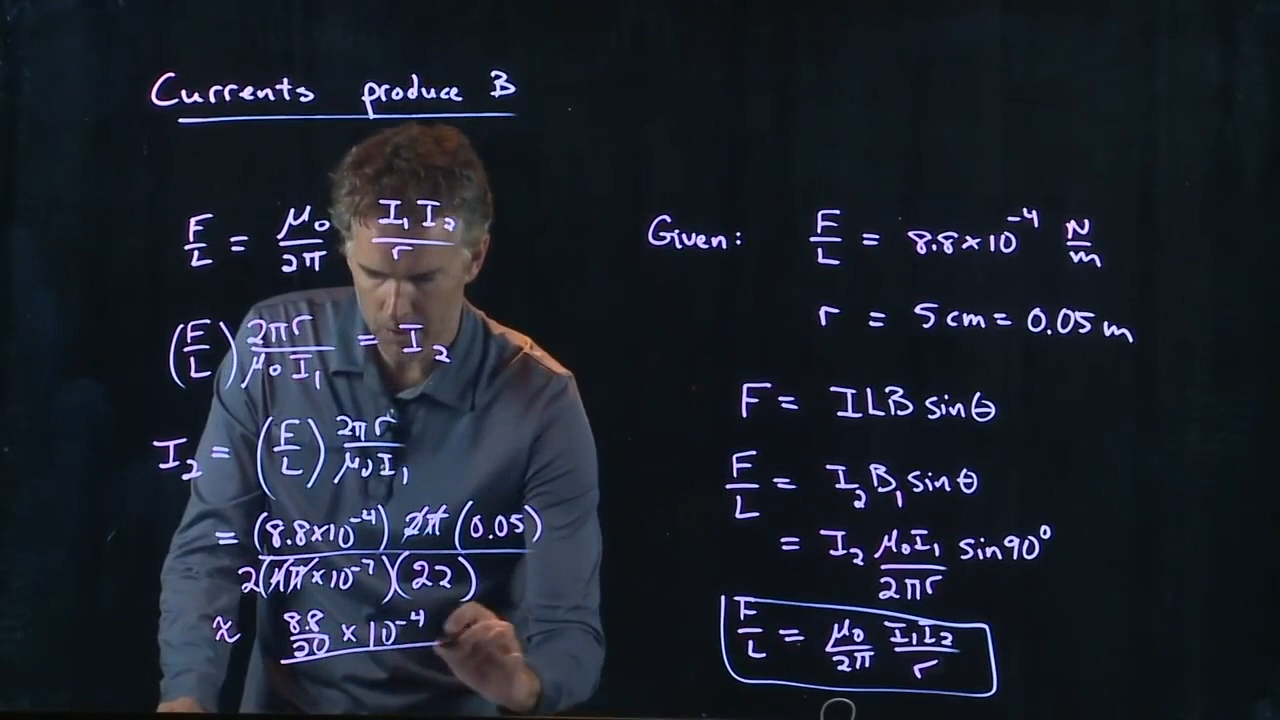 Currents produce B
F/L = μ₀/2π I₁I₂/r
(F/L) 2πr/μ₀I₁ = I₂
I₂ = (F/L) 2πr/μ₀I₁
= (8.8×10⁻⁴) 2π (0.05) / 2(4π×10⁻⁷)(22)
≈ 8.8/20 × 10⁻⁴
Given: F/L = 8.8×10⁻⁴ N/m
r = 5 cm = 0.05 m
F = ILB sinθ
F/L = I₂B₁ sinθ
= I₂ μ₀I₁/2πr sin90°
F/L = μ₀/2π I₁I₂/r